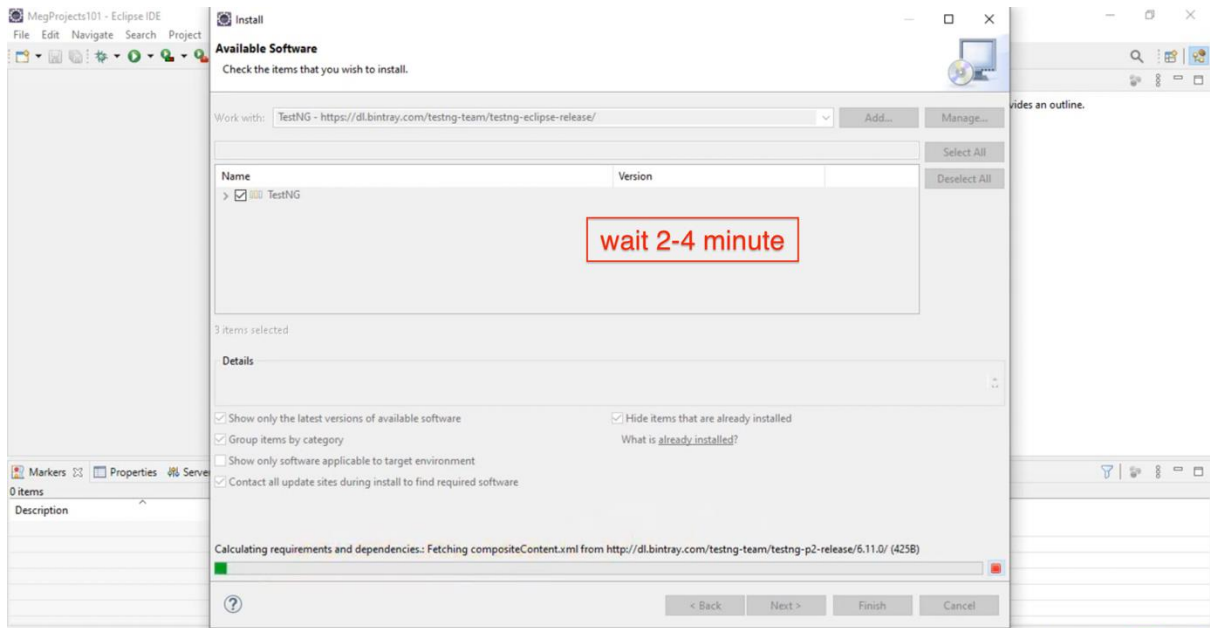 MegProjects101 - Eclipse IDE
File Edit Navigate Search Project
Install
Available Software
Check the items that you wish to install.
vides an outline.
Work with: TestNG - https://dl.bintray.com/testng-team/testng-eclipse-release/ Add... Manage...
Select All
Name Version Deselect All
TestNG
wait 2-4 minute
3 items selected
Details
Show only the latest versions of available software Hide items that are already installed
Group items by category What is already installed?
Show only software applicable to target environment
Contact all update sites during install to find required software
Markers Properties Server
0 items
Description
Calculating requirements and dependencies.: Fetching compositeContent.xml from http://dl.bintray.com/testng-team/testng-p2-release/6.11.0/ (425B)
< Back Next > Finish Cancel